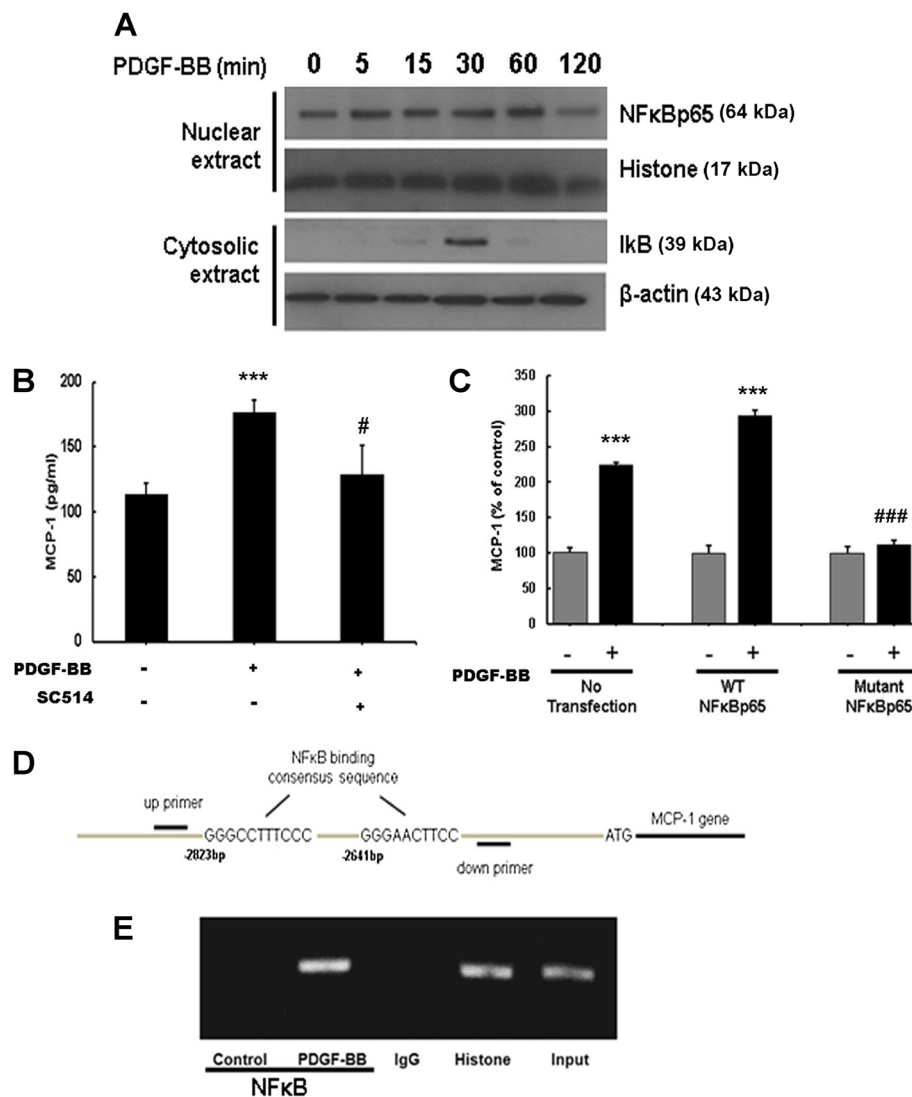 A
PDGF-BB (min) 0 5 15 30 60 120
Nuclear extract
NFκBp65 (64 kDa)
Histone (17 kDa)
Cytosolic extract
IkB (39 kDa)
β-actin (43 kDa)
B
MCP-1 (pg/ml)
200
150
100
50
0
***
#
PDGF-BB - + +
SC514 - - +
C
MCP-1 (% of control)
350
300
250
200
150
100
50
0
***
***
###
PDGF-BB - + - + - +
No Transfection
WT NFκBp65
Mutant NFκBp65
D
NFκB binding
consensus sequence
up primer
GGGCCTTTCCC GGGAACTTCC ATG MCP-1 gene
-2823bp -2641bp
down primer
E
Control PDGF-BB IgG Histone Input
NFκB